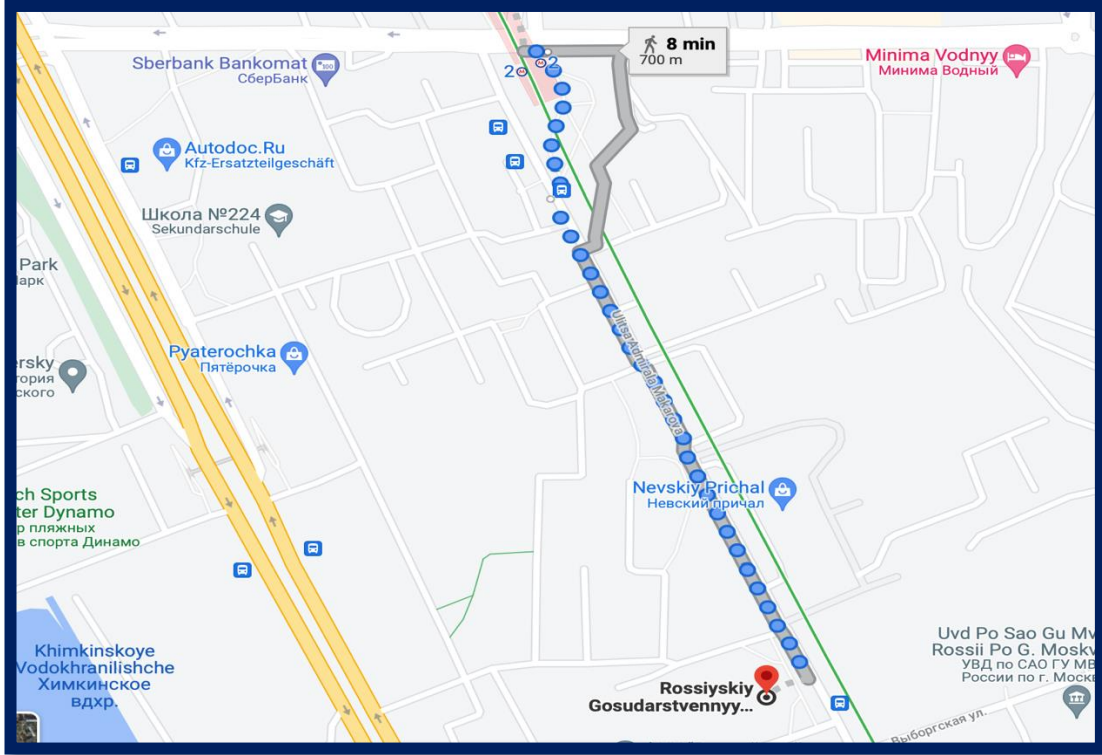 Sberbank Bankomat
СберБанк
8 min
700 m
Minima Vodnyy
Минима Водный
2
2
Autodoc.Ru
Kfz-Ersatzteilgeschäft
Школа №224
Sekundarschule
Park
Парк
Pyaterochka
Пятёрочка
ersky
тория
ского
Ulitsa Admirala Makarova
ch Sports
ter Dynamo
р пляжных
в спорта Динамо
Nevskiy Prichal
Невский причал
Khimkinskoye
Vodokhranilishche
Химкинское
вдхр.
Rossiyskiy
Gosudarstvennyy...
Uvd Po Sao Gu Mv
Rossii Po G. Moskv
УВД по САО ГУ МВ
России по г. Моск
Выборгская ул.